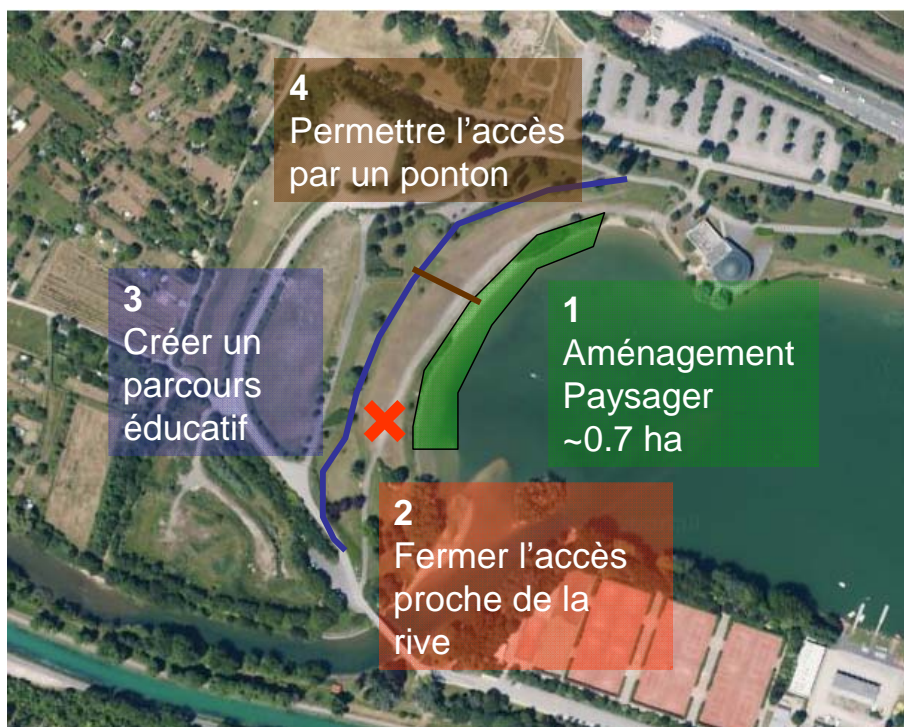 4
Permettre l’accès
par un ponton
3
Créer un
parcours
éducatif
1
Aménagement
Paysager
~0.7 ha
2
Fermer l’accès
proche de la
rive